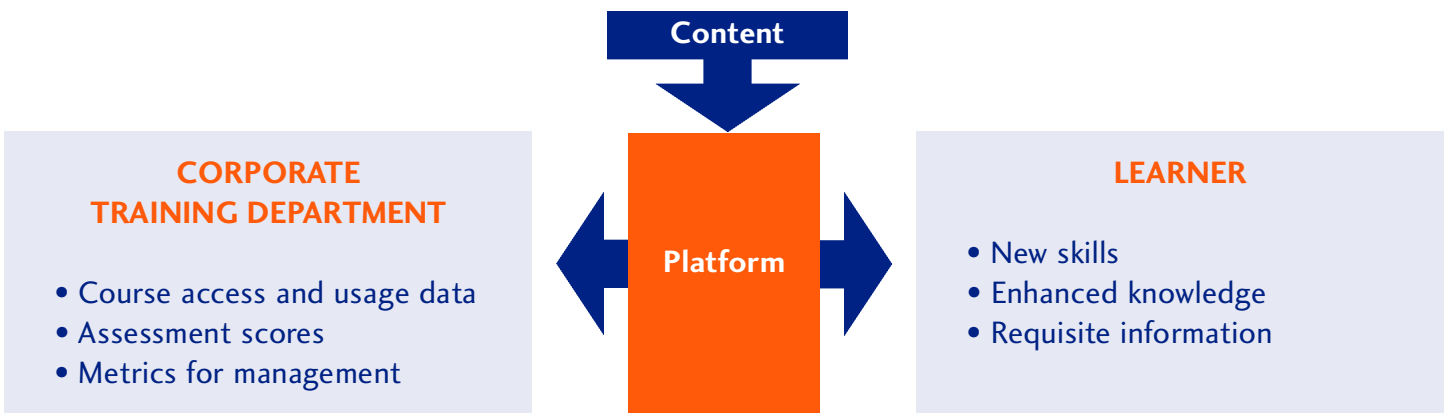 Content
CORPORATE
TRAINING DEPARTMENT
• Course access and usage data
• Assessment scores
• Metrics for management
Platform
LEARNER
• New skills
• Enhanced knowledge
• Requisite information